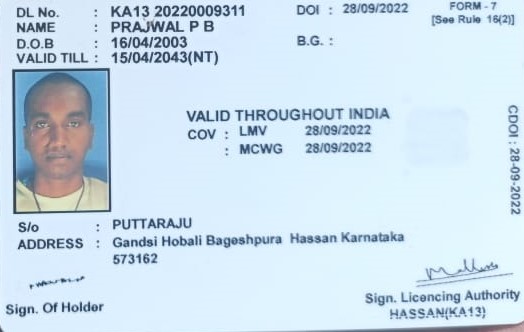 DL No. : KA13 20220009311 DOI : 28/09/2022 FORM - 7
NAME : PRAJWAL P B [See Rule 16(2)]
D.O.B : 16/04/2003 B.G. :
VALID TILL : 15/04/2043(NT)
VALID THROUGHOUT INDIA
COV : LMV 28/09/2022
: MCWG 28/09/2022
CDOI : 28-09-2022
S/o : PUTTARAJU
ADDRESS : Gandsi Hobali Bageshpura Hassan Karnataka
573162
Sign. Of Holder
Sign. Licencing Authority
HASSAN(KA13)